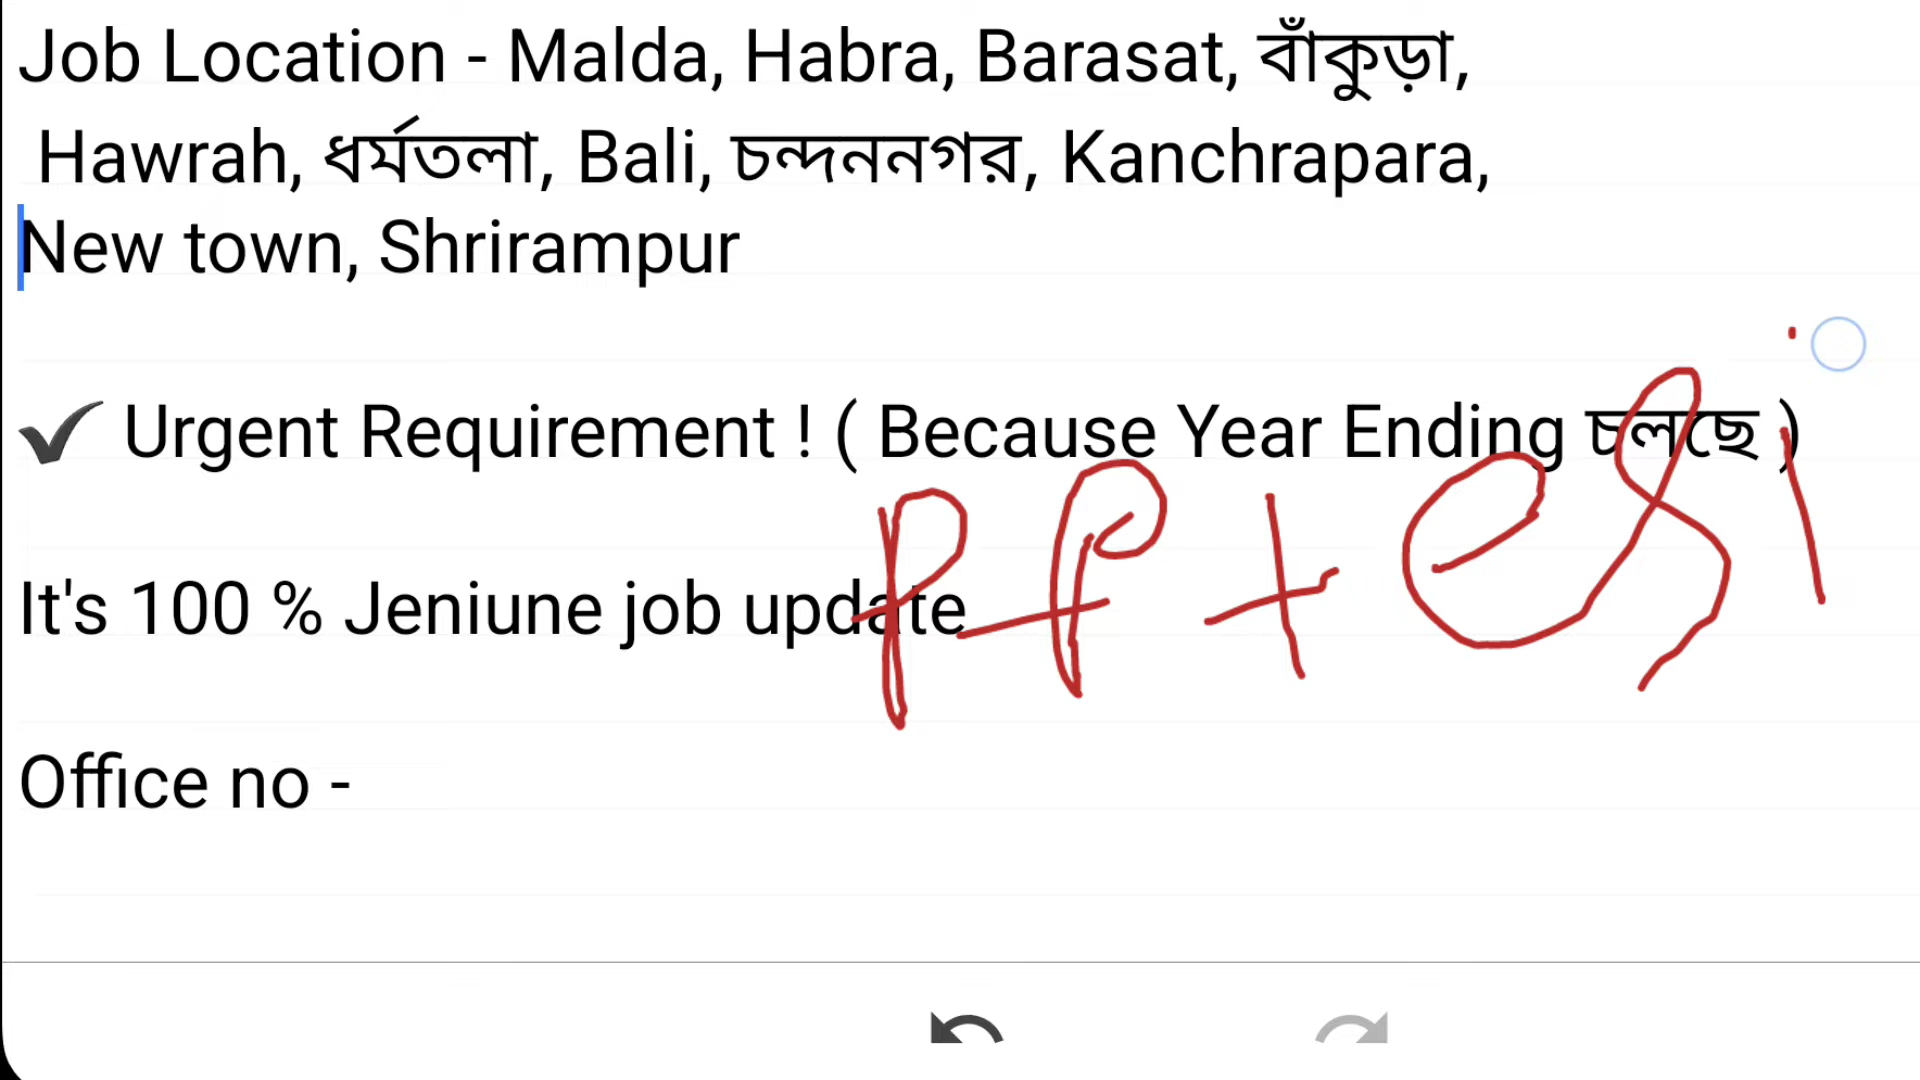 Job Location - Malda, Habra, Barasat, বাঁকুড়া,
Hawrah, ধর্মতলা, Bali, চন্দননগর, Kanchrapara,
New town, Shrirampur
✔ Urgent Requirement ! ( Because Year Ending চলছে )
PF + esi
It's 100 % Jeniune job update
Office no -